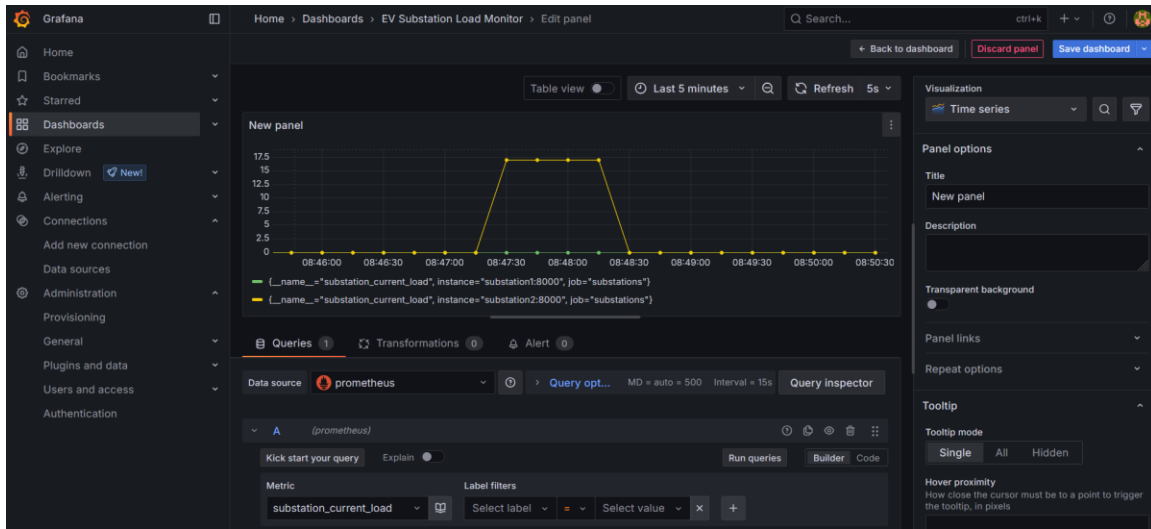 Grafana
Home › Dashboards › EV Substation Load Monitor › Edit panel
Search...
ctrl+k
Home
Bookmarks
Starred
Dashboards
Explore
Drilldown
New!
Alerting
Connections
Add new connection
Data sources
Administration
Provisioning
General
Plugins and data
Users and access
Authentication
← Back to dashboard
Discard panel
Save dashboard
Table view
Last 5 minutes
Refresh 5s
New panel
17.5
15
12.5
10
7.5
5
2.5
0
08:46:00 08:46:30 08:47:00 08:47:30 08:48:00 08:48:30 08:49:00 08:49:30 08:50:00 08:50:30
{__name__="substation_current_load", instance="substation1:8000", job="substations"}
{__name__="substation_current_load", instance="substation2:8000", job="substations"}
Queries 1
Transformations 0
Alert 0
Data source
prometheus
Query opt...
MD = auto = 500
Interval = 15s
Query inspector
A
(prometheus)
Kick start your query
Explain
Run queries
Builder
Code
Metric
Label filters
substation_current_load
Select label
=
Select value
Visualization
Time series
Panel options
Title
New panel
Description
Transparent background
Panel links
Repeat options
Tooltip
Tooltip mode
Single
All
Hidden
Hover proximity
How close the cursor must be to a point to trigger
the tooltip, in pixels